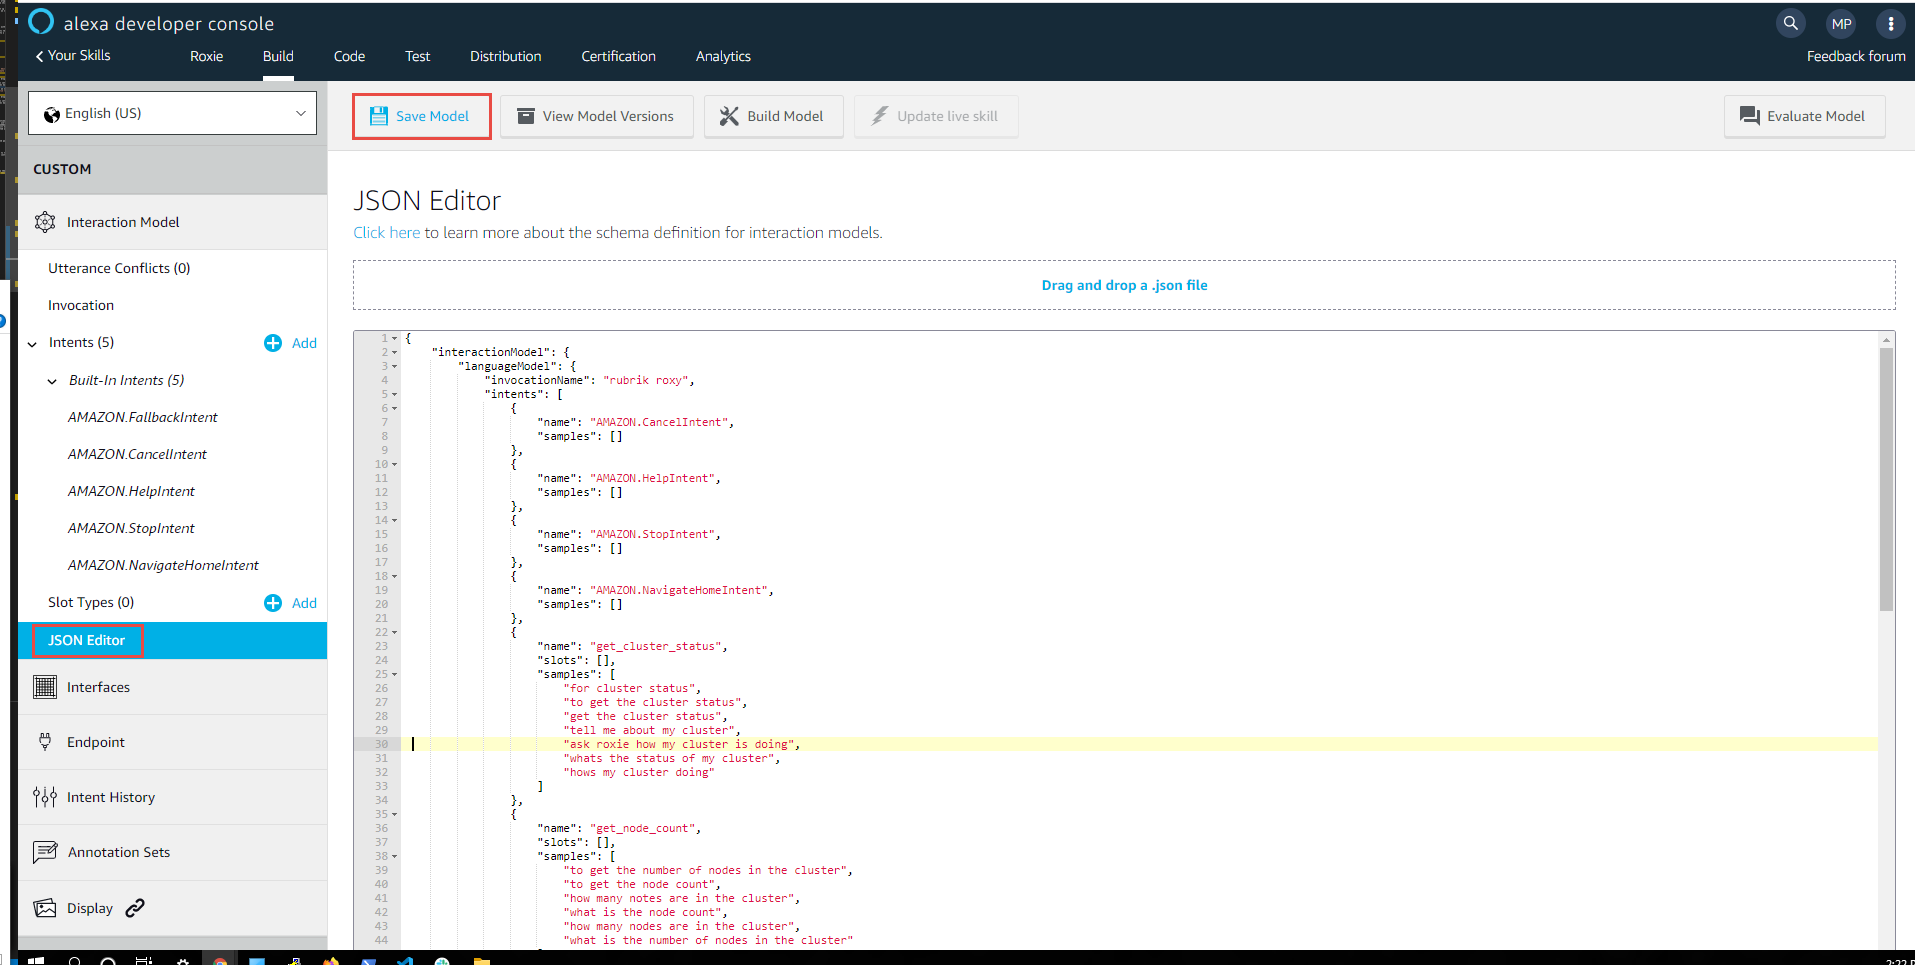 alexa developer console
MP
Your Skills
Roxie
Build
Code
Test
Distribution
Certification
Analytics
Feedback forum
English (US)
Save Model
View Model Versions
Build Model
Update live skill
Evaluate Model
CUSTOM
Interaction Model
Utterance Conflicts (0)
Invocation
Intents (5)
Add
Built-In Intents (5)
AMAZON.FallbackIntent
AMAZON.CancelIntent
AMAZON.HelpIntent
AMAZON.StopIntent
AMAZON.NavigateHomeIntent
Slot Types (0)
Add
JSON Editor
Interfaces
Endpoint
Intent History
Annotation Sets
Display
JSON Editor
Click here to learn more about the schema definition for interaction models.
Drag and drop a .json file
1 {
2 "interactionModel": {
3 "languageModel": {
4 "invocationName": "rubrik roxy",
5 "intents": [
6 {
7 "name": "AMAZON.CancelIntent",
8 "samples": []
9 },
10 {
11 "name": "AMAZON.HelpIntent",
12 "samples": []
13 },
14 {
15 "name": "AMAZON.StopIntent",
16 "samples": []
17 },
18 {
19 "name": "AMAZON.NavigateHomeIntent",
20 "samples": []
21 },
22 {
23 "name": "get_cluster_status",
24 "slots": [],
25 "samples": [
26 "for cluster status",
27 "to get the cluster status",
28 "get the cluster status",
29 "tell me about my cluster",
30 "ask roxie how my cluster is doing",
31 "whats the status of my cluster",
32 "hows my cluster doing"
33 ]
34 },
35 {
36 "name": "get_node_count",
37 "slots": [],
38 "samples": [
39 "to get the number of nodes in the cluster",
40 "to get the node count",
41 "how many notes are in the cluster",
42 "what is the node count",
43 "how many nodes are in the cluster",
44 "what is the number of nodes in the cluster"